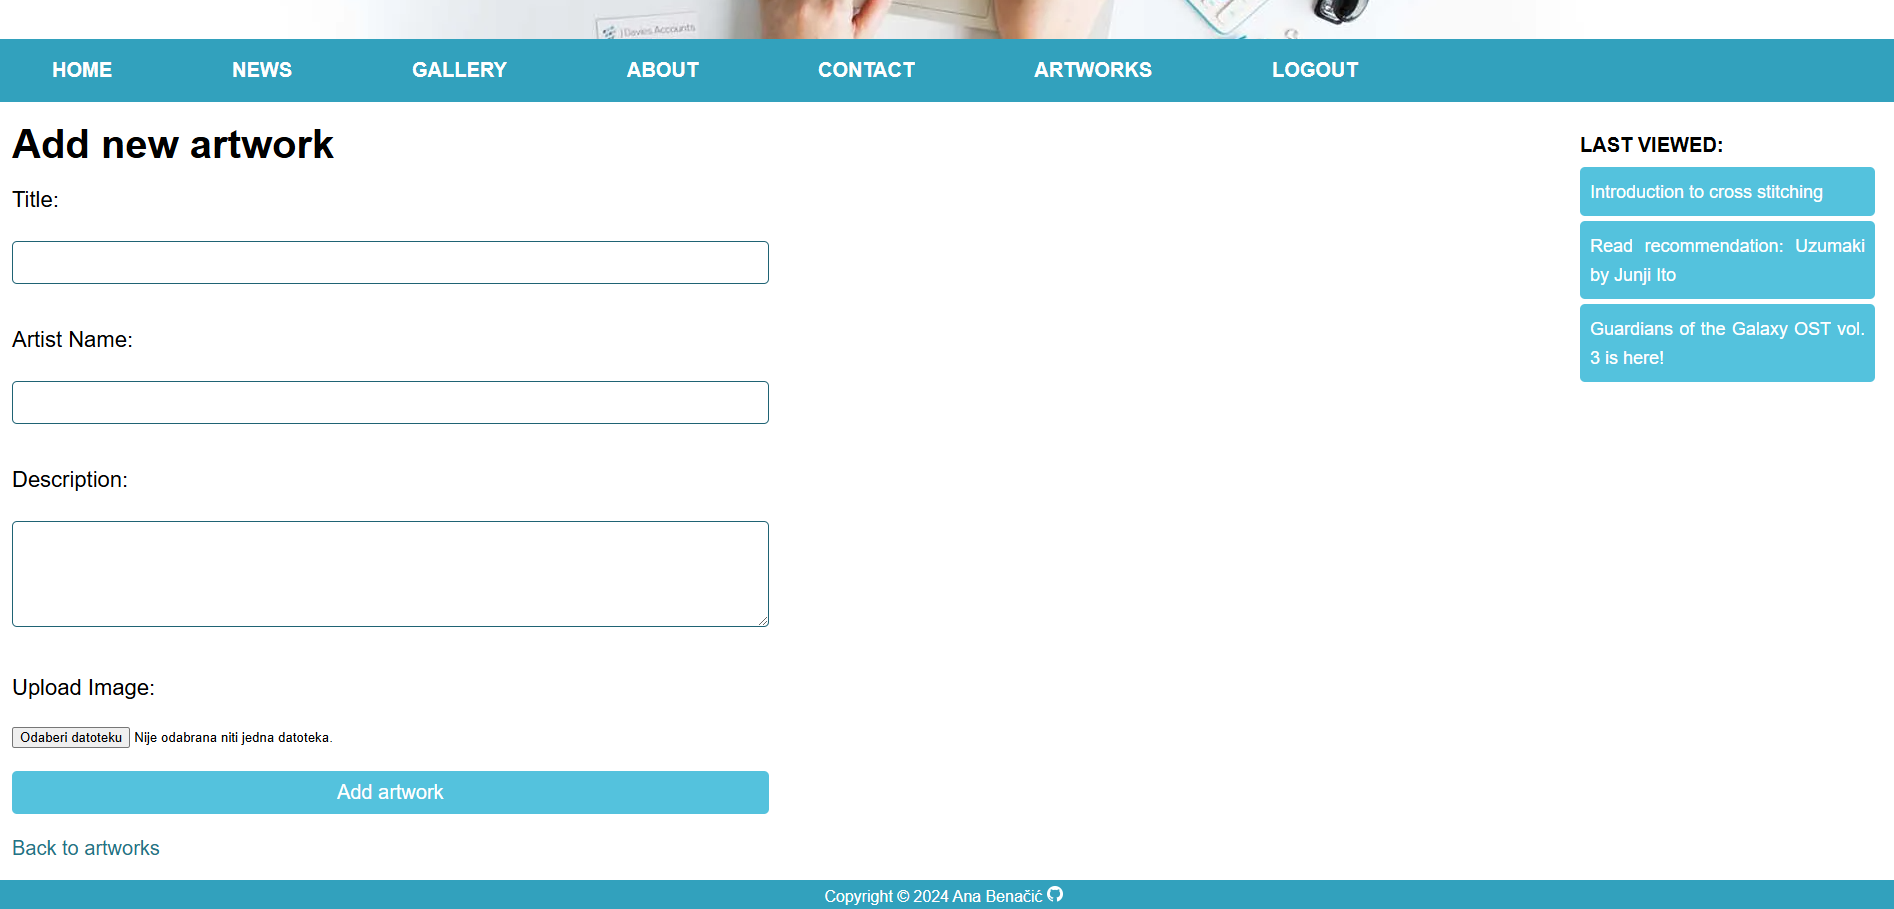 Davies Accounts
HOME NEWS GALLERY ABOUT CONTACT ARTWORKS LOGOUT
Add new artwork
Title:
Artist Name:
Description:
Upload Image:
Odaberi datoteku Nije odabrana niti jedna datoteka.
Add artwork
Back to artworks
LAST VIEWED:
Introduction to cross stitching
Read recommendation: Uzumaki
by Junji Ito
Guardians of the Galaxy OST vol.
3 is here!
Copyright © 2024 Ana Benačić